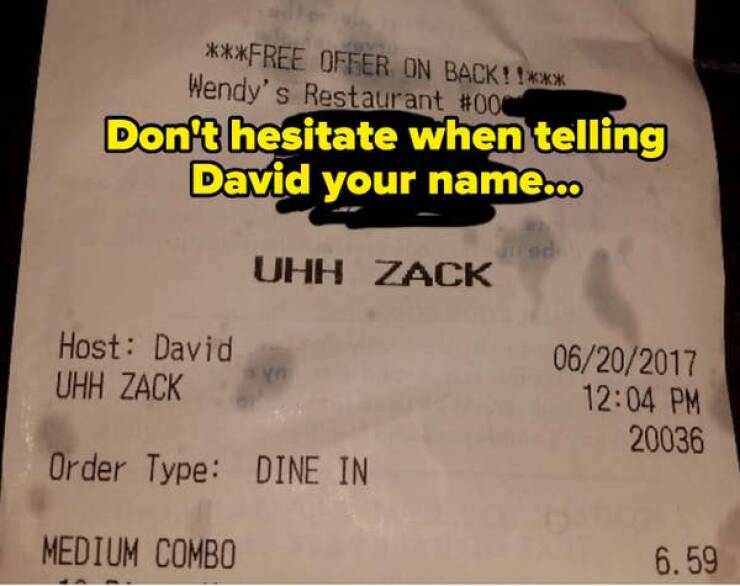 ***FREE OFFER ON BACK!!***
Wendy's Restaurant #00
Don't hesitate when telling
David your name...
UHH ZACK
Host: David
06/20/2017
UHH ZACK
12:04 PM
20036
Order Type: DINE IN
MEDIUM COMBO
6.59